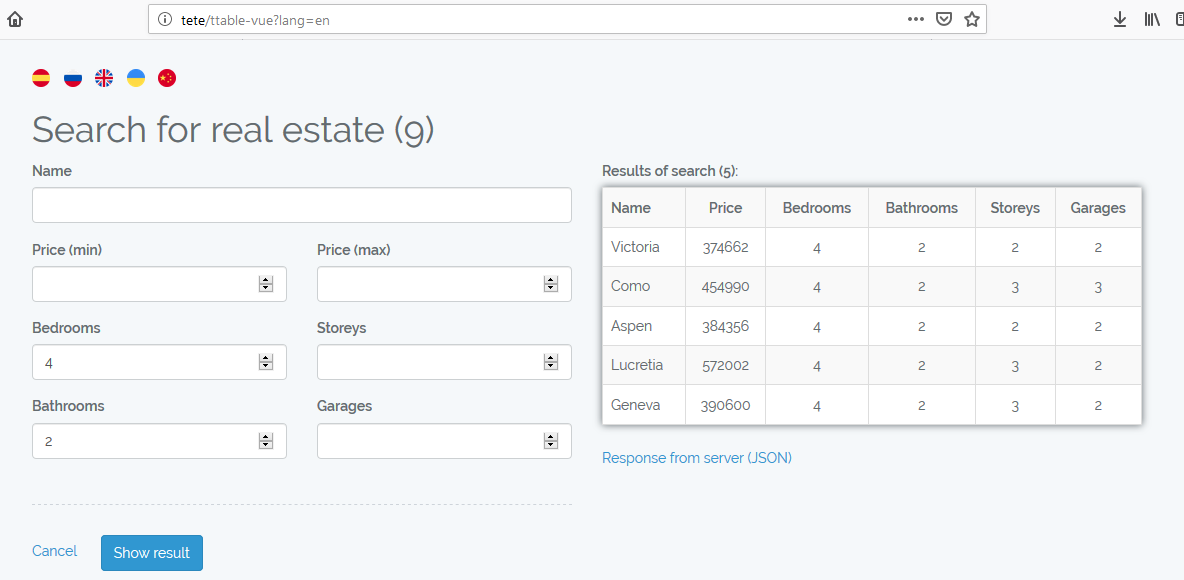 tete/ttable-vue?lang=en
Search for real estate (9)
Name
Price (min) Price (max)
Bedrooms Storeys
4
Bathrooms Garages
2
Cancel Show result
Results of search (5):
Name Price Bedrooms Bathrooms Storeys Garages
Victoria 374662 4 2 2 2
Como 454990 4 2 3 3
Aspen 384356 4 2 2 2
Lucretia 572002 4 2 3 2
Geneva 390600 4 2 3 2
Response from server (JSON)